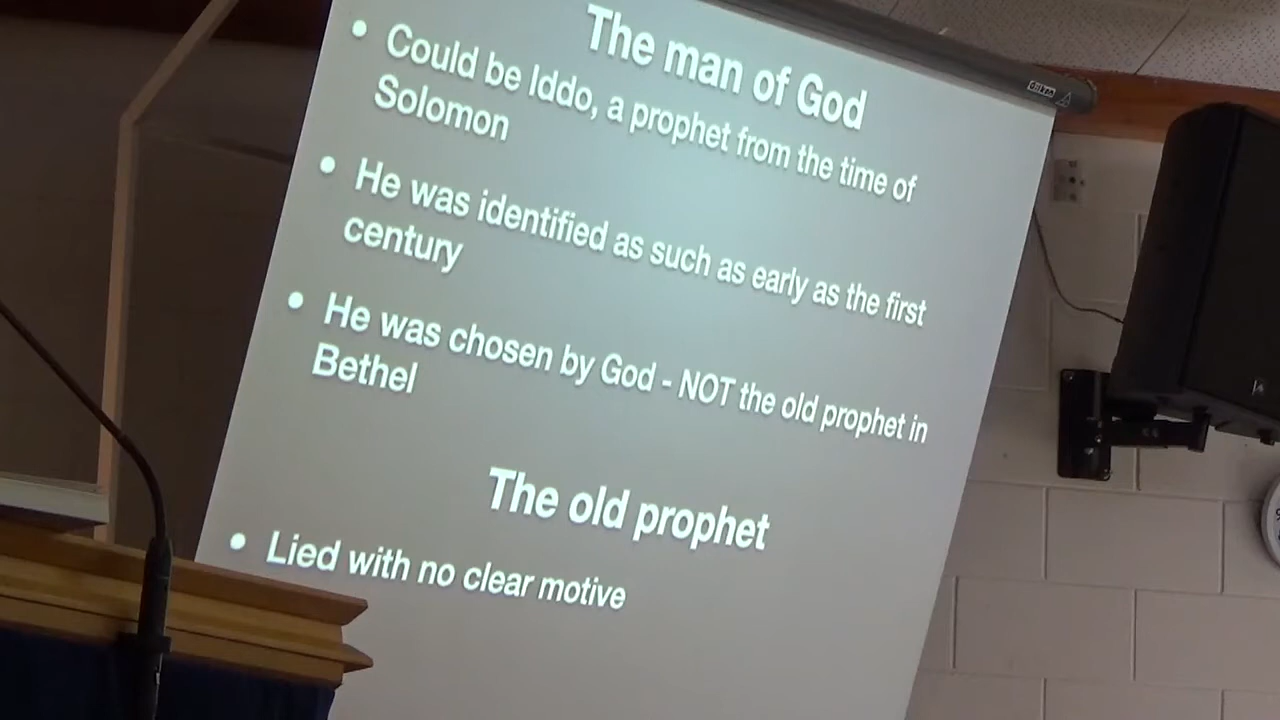 The man of God
• Could be Iddo, a prophet from the time of
Solomon
• He was identified as such as early as the first
century
• He was chosen by God - NOT the old prophet in
Bethel
The old prophet
• Lied with no clear motive